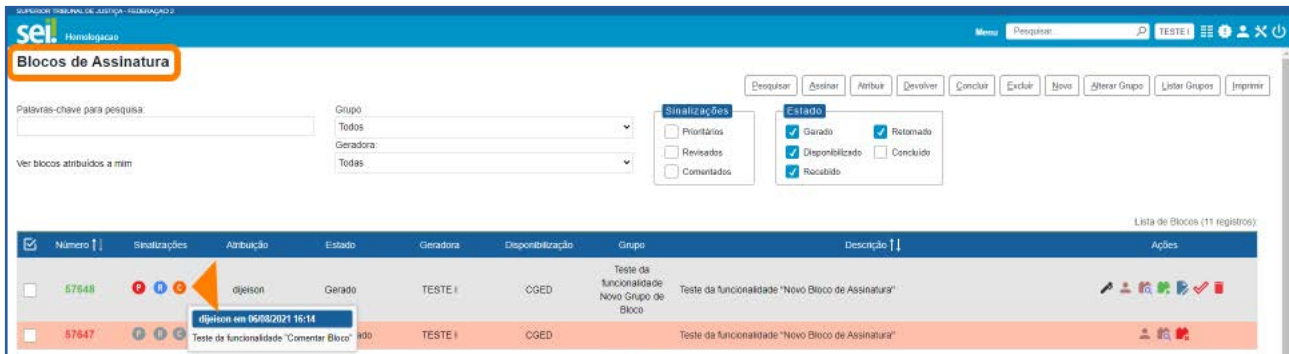 SUPERIOR TRIBUNAL DE JUSTIÇA - FEDERAÇÃO 2
sei. Homologacao
Menu Pesquisar... TESTE I
Blocos de Assinatura
Pesquisar Assinar Atribuir Devolver Concluir Excluir Novo Alterar Grupo Listar Grupos Imprimir
Palavras-chave para pesquisa:
Grupo
Todos
Geradora:
Todas
Ver blocos atribuídos a mim
Sinalizações
Prioritários
Revisados
Comentados
Estado
Gerado Retornado
Disponibilizado Concluído
Recebido
Lista de Blocos (11 registros):
Número Sinalizações Atribuição Estado Geradora Disponibilização Grupo Descrição Ações
57648 P R C dijeison Gerado TESTE I CGED
Teste da
funcionalidade
Novo Grupo de
Bloco
Teste da funcionalidade "Novo Bloco de Assinatura"
dijeison em 06/08/2021 16:14
Teste da funcionalidade "Comentar Bloco"
57647 P R C ado TESTE I CGED Teste da funcionalidade "Novo Bloco de Assinatura"